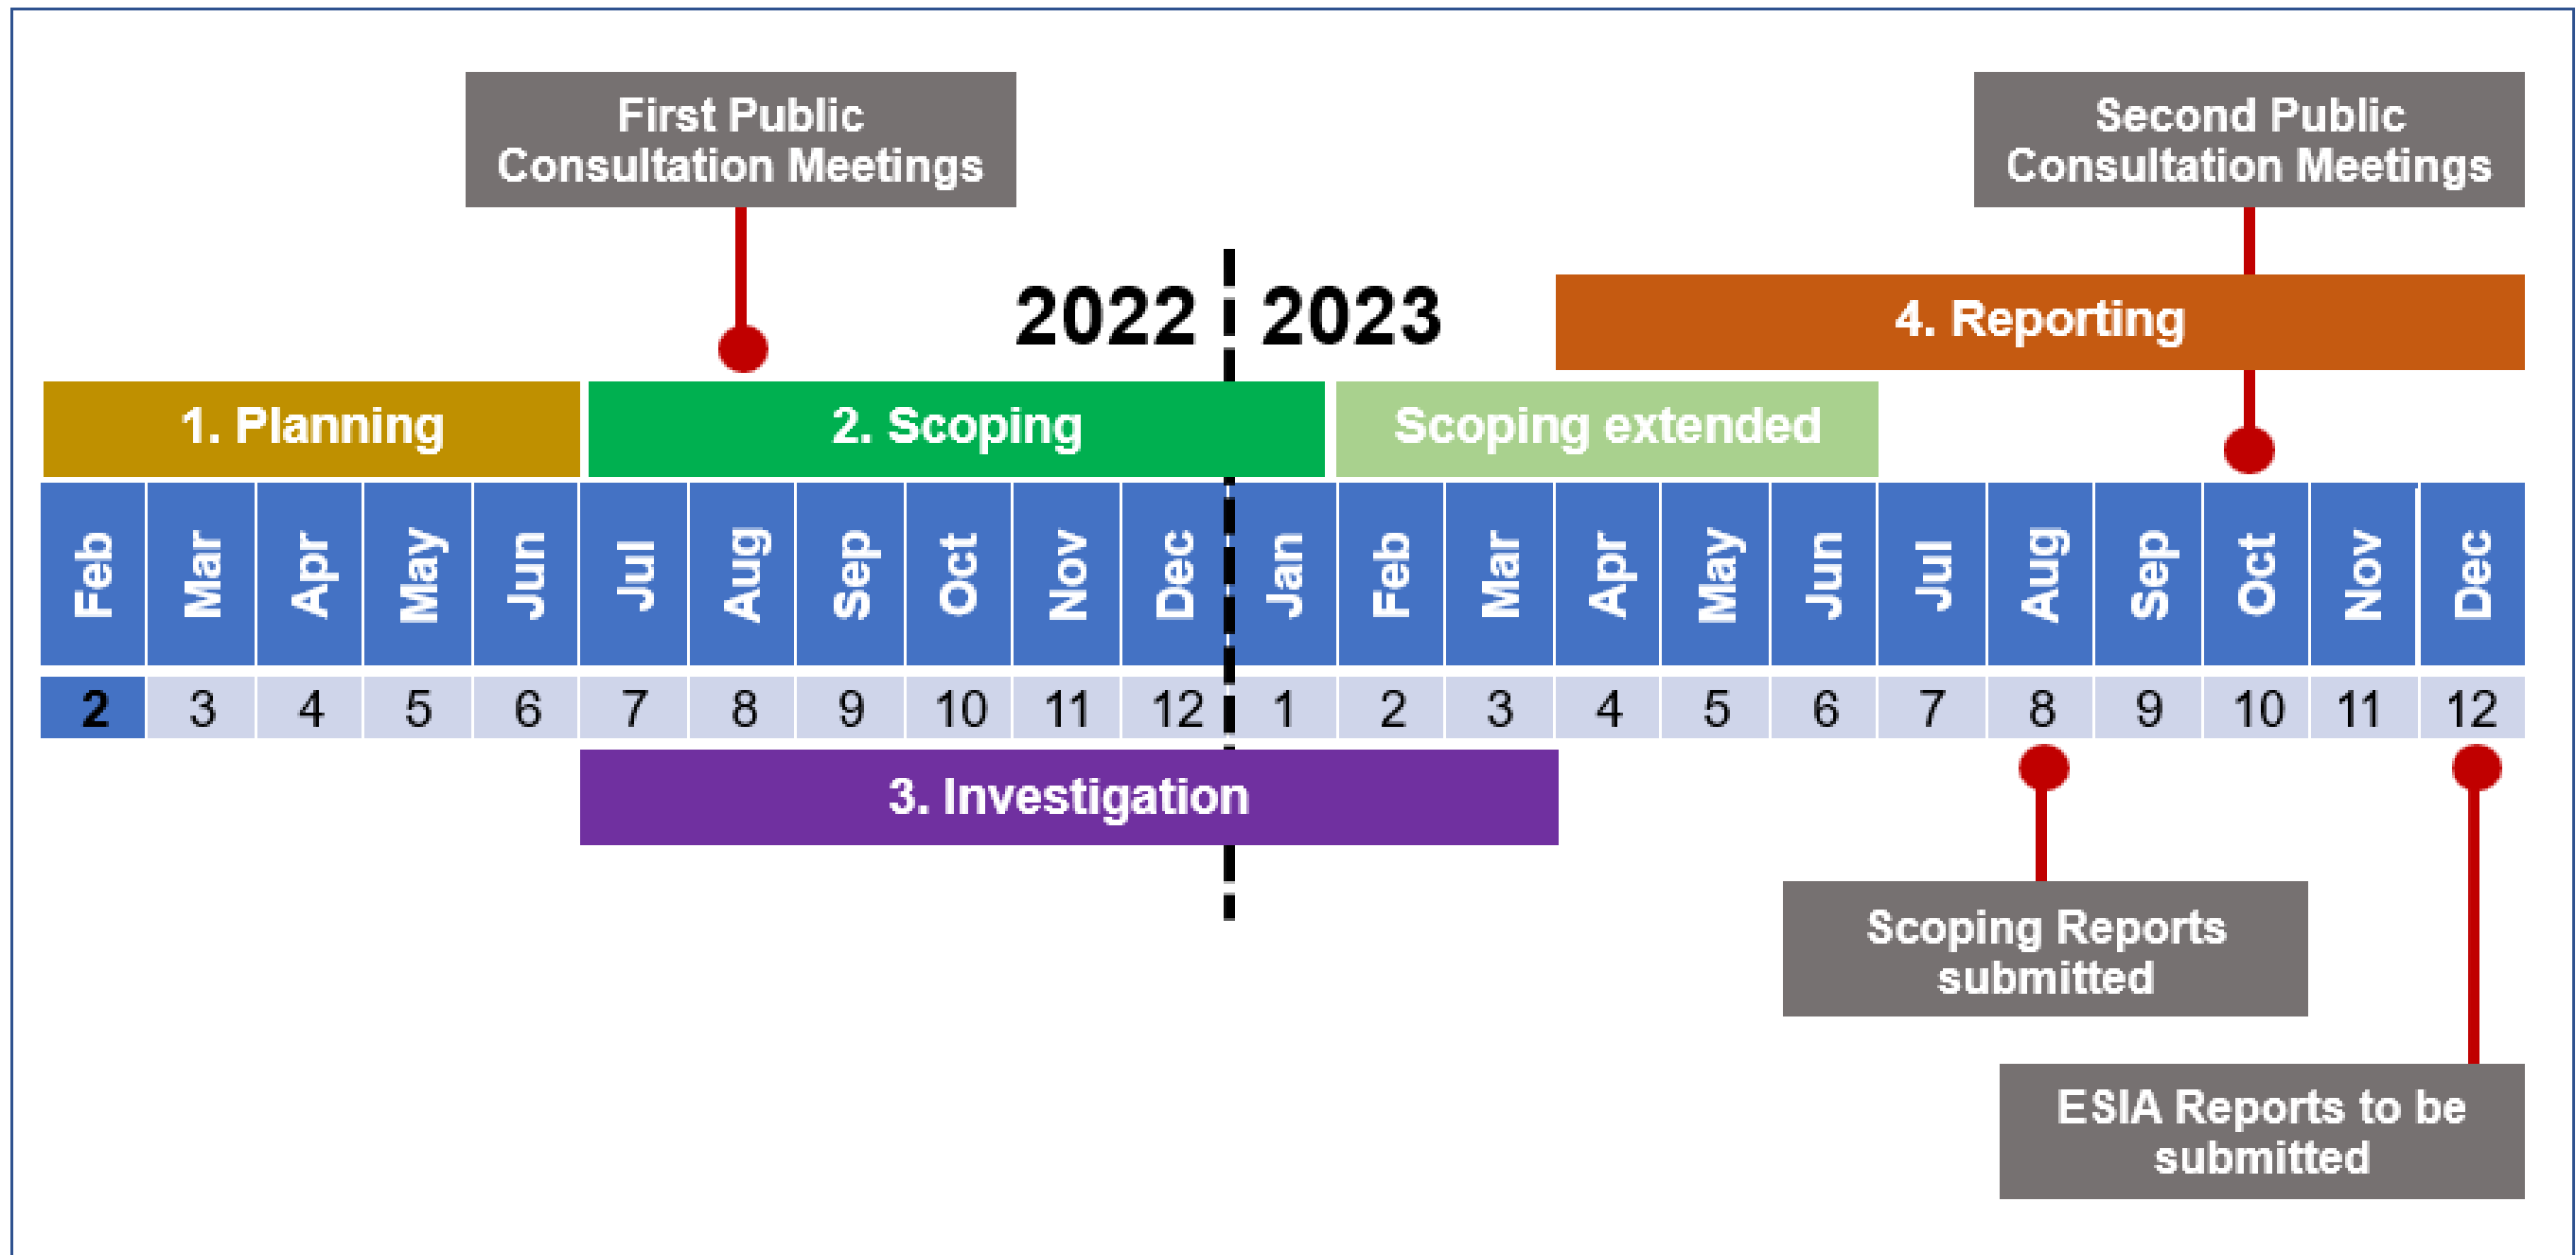 First Public
Consultation Meetings
Second Public
Consultation Meetings
2022 2023
4. Reporting
1. Planning
2. Scoping
Scoping extended
Feb Mar Apr May Jun Jul Aug Sep Oct Nov Dec Jan Feb Mar Apr May Jun Jul Aug Sep Oct Nov Dec
2 3 4 5 6 7 8 9 10 11 12 1 2 3 4 5 6 7 8 9 10 11 12
3. Investigation
Scoping Reports
submitted
ESIA Reports to be
submitted